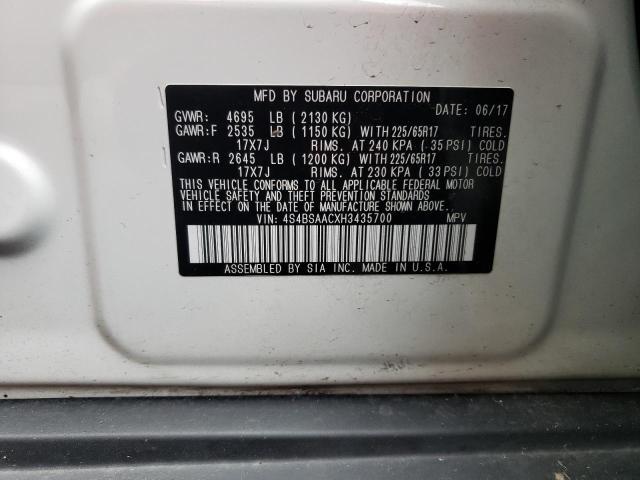 MFD BY SUBARU CORPORATION
GVWR: 4695 LB ( 2130 KG) DATE: 06/17
GAWR:F 2535 LB ( 1150 KG) WITH 225/65R17 TIRES.
17X7J RIMS. AT 240 KPA ( 35 PSI) COLD
GAWR:R 2645 LB ( 1200 KG) WITH 225/65R17 TIRES.
17X7J RIMS. AT 230 KPA ( 33 PSI) COLD
THIS VEHICLE CONFORMS TO ALL APPLICABLE FEDERAL MOTOR
VEHICLE SAFETY BUMPER AND THEFT PREVENTION STANDARDS
IN EFFECT ON DATE OF MANUFACTURE SHOWN ABOVE.
VIN: 4S4BSAACXH3435700 MPV
ASSEMBLED BY SIA INC. MADE IN U.S.A.